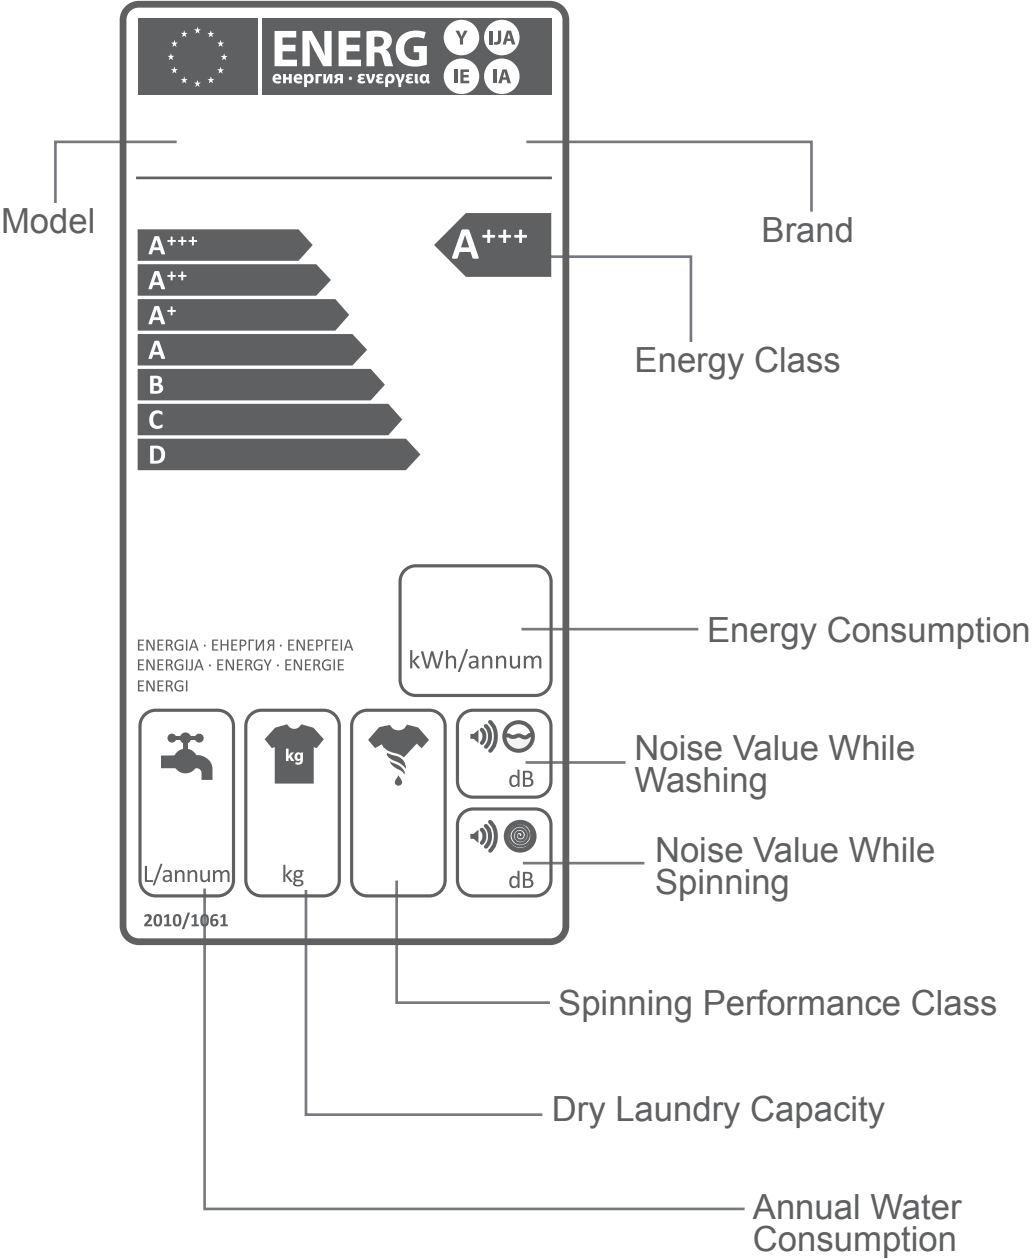 ENERG
енергия · ενεργεια
Y
IJA
IE
IA
Model
Brand
A+++
A+++
A++
A+
A
B
C
D
Energy Class
Energy Consumption
kWh/annum
ENERGIA · ЕНЕРГИЯ · ΕΝΕΡΓΕΙΑ
ENERGIJA · ENERGY · ENERGIE
ENERGI
kg
dB
Noise Value While
Washing
dB
Noise Value While
Spinning
L/annum
kg
2010/1061
Spinning Performance Class
Dry Laundry Capacity
Annual Water
Consumption